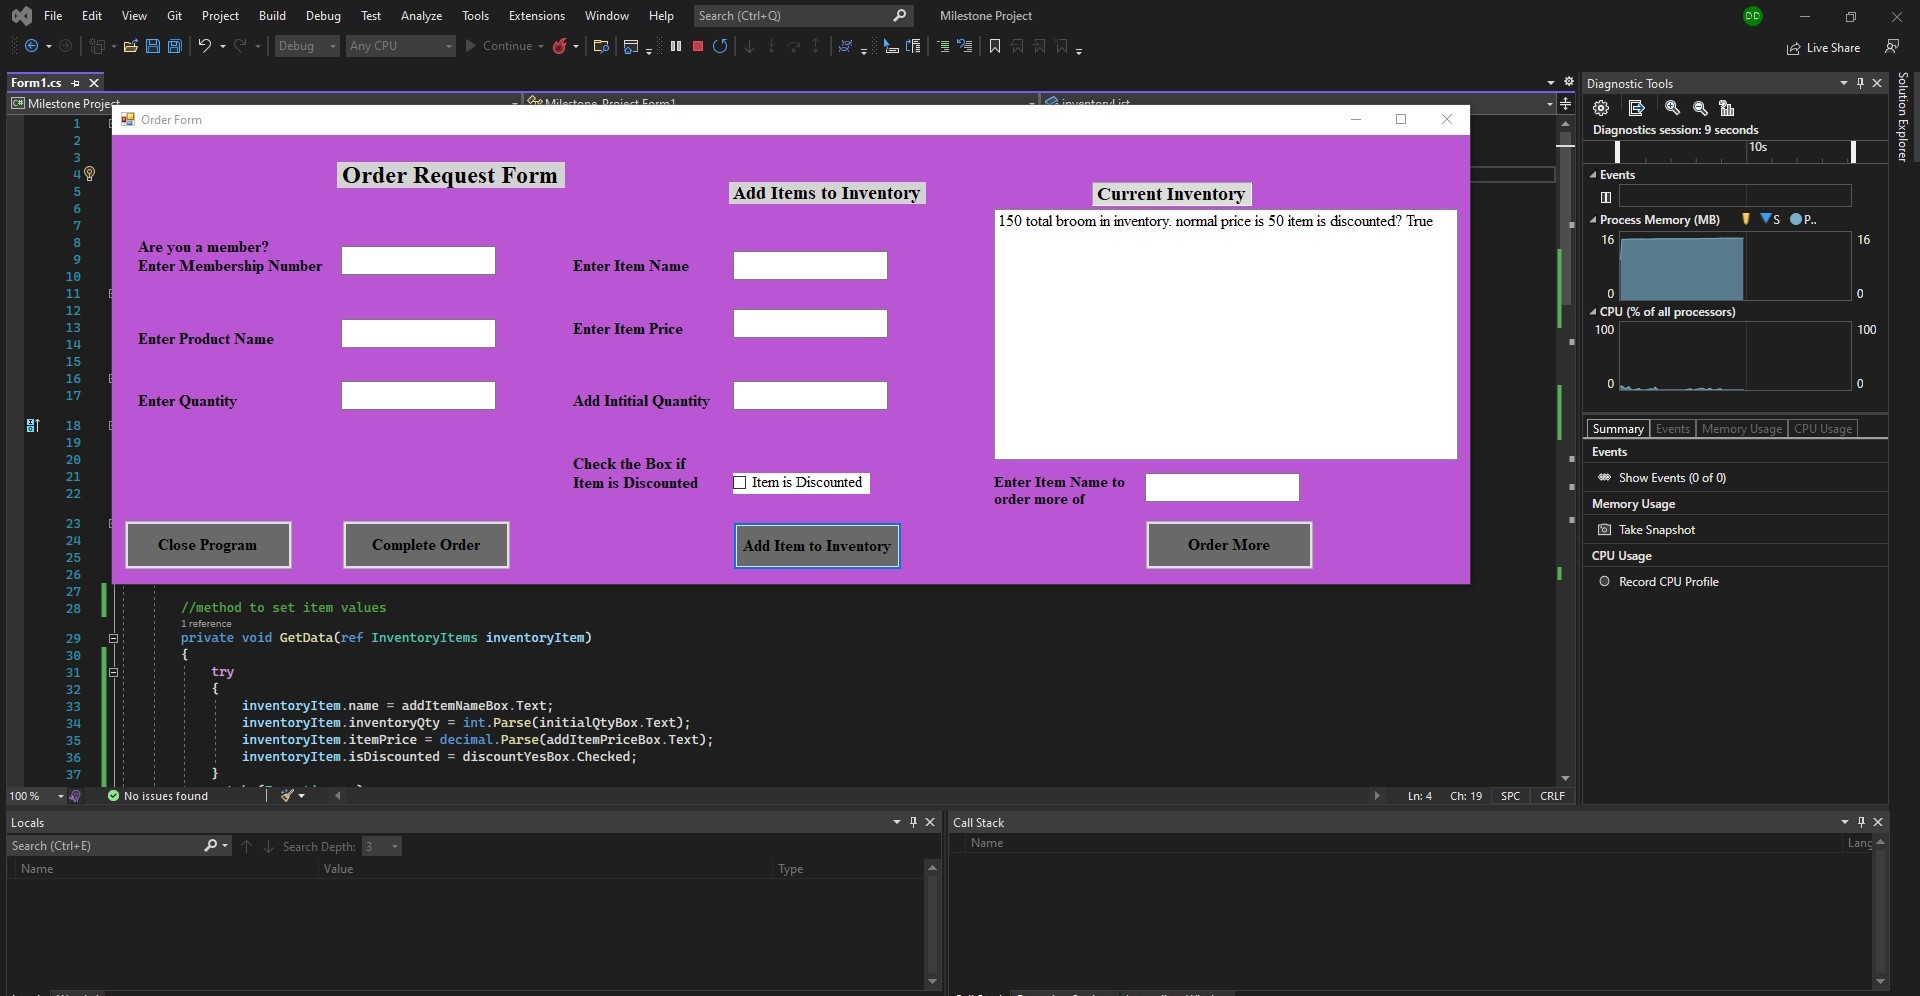 File Edit View Git Project Build Debug Test Analyze Tools Extensions Window Help Search (Ctrl+Q) Milestone Project DD
Debug Any CPU Continue Live Share
Form1.cs
Milestone Project Milestone_Project.Form1 inventoryList
Order Form
Order Request Form
Add Items to Inventory
Current Inventory
150 total broom in inventory. normal price is 50 item is discounted? True
Are you a member?
Enter Membership Number
Enter Item Name
Enter Product Name
Enter Item Price
Enter Quantity
Add Intitial Quantity
Check the Box if
Item is Discounted
Item is Discounted
Enter Item Name to
order more of
Close Program
Complete Order
Add Item to Inventory
Order More
1
2
3
4
5
6
7
8
9
10
11
12
13
14
15
16
17
18
19
20
21
22
23
24
25
26
27
28 //method to set item values
1 reference
29 private void GetData(ref InventoryItems inventoryItem)
30 {
31 try
32 {
33 inventoryItem.name = addItemNameBox.Text;
34 inventoryItem.inventoryQty = int.Parse(initialQtyBox.Text);
35 inventoryItem.itemPrice = decimal.Parse(addItemPriceBox.Text);
36 inventoryItem.isDiscounted = discountYesBox.Checked;
37 }
100 % No issues found Ln: 4 Ch: 19 SPC CRLF
Diagnostic Tools
Diagnostics session: 9 seconds
10s
Events
Process Memory (MB) S P..
16 16
0 0
CPU (% of all processors)
100 100
0 0
Summary Events Memory Usage CPU Usage
Events
Show Events (0 of 0)
Memory Usage
Take Snapshot
CPU Usage
Record CPU Profile
Solution Explorer
Locals
Search (Ctrl+E) Search Depth: 3
Name Value Type
Call Stack
Name Lang